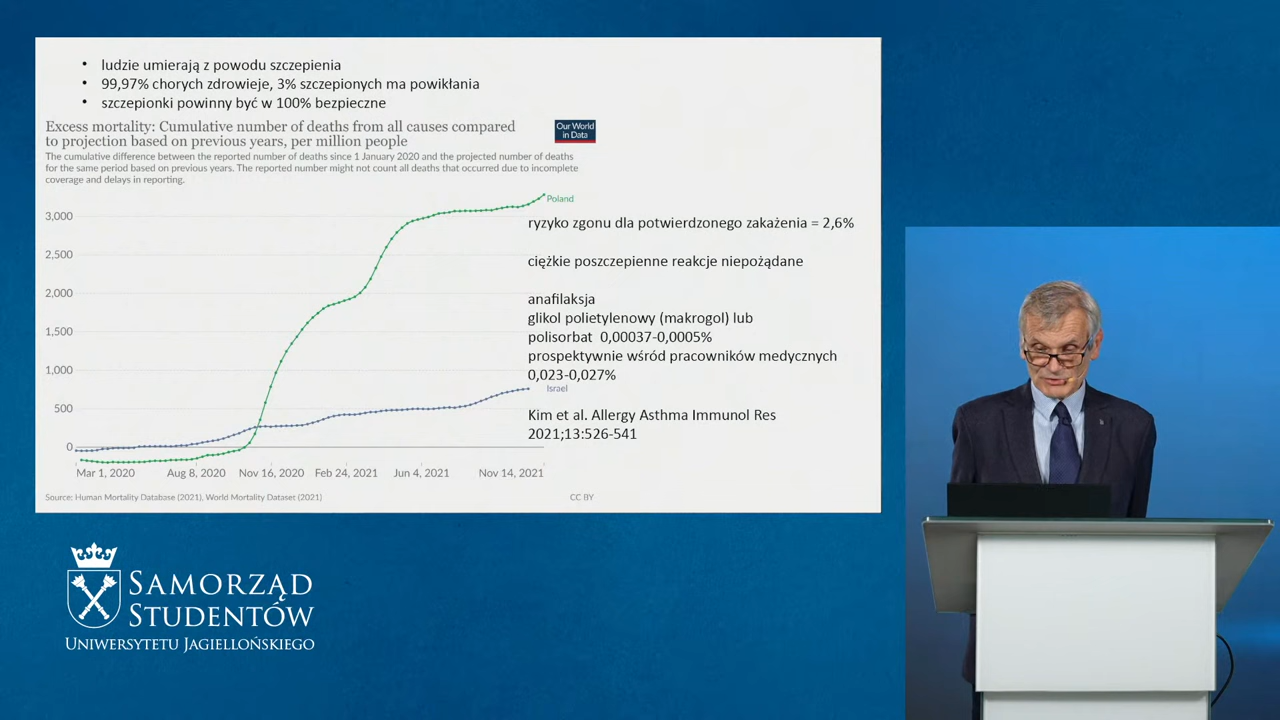 • ludzie umierają z powodu szczepienia
• 99,97% chorych zdrowieje, 3% szczepionych ma powikłania
• szczepionki powinny być w 100% bezpieczne
Excess mortality: Cumulative number of deaths from all causes compared
to projection based on previous years, per million people
Our World
in Data
The cumulative difference between the reported number of deaths since 1 January 2020 and the projected number of deaths
for the same period based on previous years. The reported number might not count all deaths that occurred due to incomplete
coverage and delays in reporting.
Poland
3,000
2,500
2,000
1,500
1,000
500
0
Israel
Mar 1, 2020 Aug 8, 2020 Nov 16, 2020 Feb 24, 2021 Jun 4, 2021 Nov 14, 2021
Source: Human Mortality Database (2021), World Mortality Dataset (2021)
CC BY
ryzyko zgonu dla potwierdzonego zakażenia = 2,6%
ciężkie poszczepienne reakcje niepożądane
anafilaksja
glikol polietylenowy (makrogol) lub
polisorbat 0,00037-0,0005%
prospektywnie wśród pracowników medycznych
0,023-0,027%
Kim et al. Allergy Asthma Immunol Res
2021;13:526-541
SAMORZĄD
STUDENTÓW
UNIWERSYTETU JAGIELLOŃSKIEGO